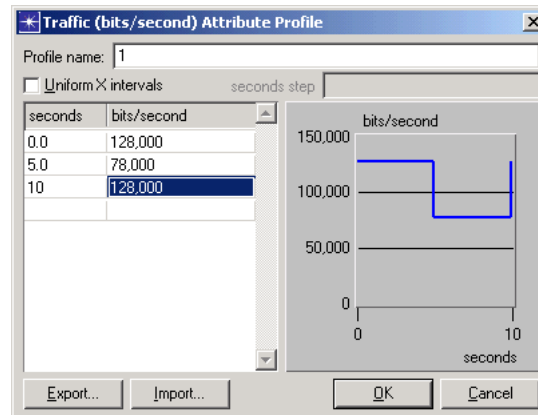 Traffic (bits/second) Attribute Profile
Profile name: 1
Uniform X intervals seconds step
seconds bits/second
0.0 128,000
5.0 78,000
10 128,000
bits/second
150,000
100,000
50,000
0
0 10
seconds
Export... Import... OK Cancel